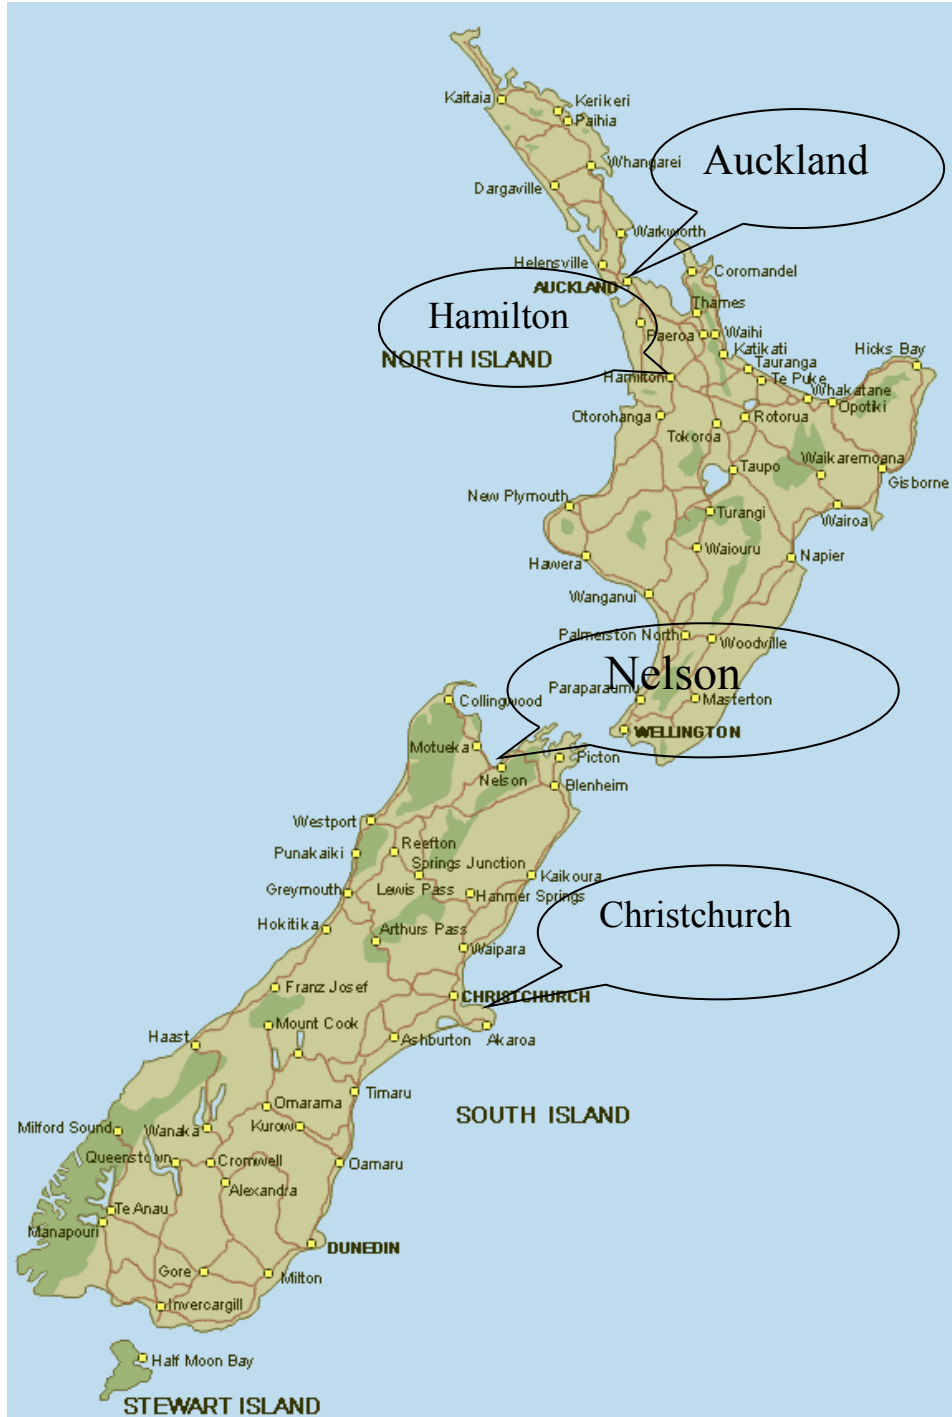 Kaitaia
Kerikeri
Paihia
Auckland
Whangarei
Dargaville
Warkworth
Helensville
Coromandel
AUCKLAND
Thames
Hamilton
Paeroa
Waihi
NORTH ISLAND
Katikati
Hicks Bay
Tauranga
Hamilton
Te Puke
Whakatane
Opotiki
Otorohanga
Rotorua
Tokoroa
Waikaremoana
Taupo
Gisborne
New Plymouth
Turangi
Wairoa
Waiouru
Napier
Hawera
Wanganui
Palmerston North
Woodville
Nelson
Paraparaumu
Masterton
Collingwood
WELLINGTON
Motueka
Picton
Nelson
Blenheim
Westport
Reefton
Punakaiki
Springs Junction
Kaikoura
Greymouth
Lewis Pass
Hanmer Springs
Christchurch
Hokitika
Arthurs Pass
Waipara
Franz Josef
CHRISTCHURCH
Mount Cook
Haast
Ashburton
Akaroa
Timaru
Omarama
SOUTH ISLAND
Milford Sound
Wanaka
Kurow
Queenstown
Cromwell
Oamaru
Alexandra
Te Anau
Manapouri
DUNEDIN
Gore
Milton
Invercargill
Half Moon Bay
STEWART ISLAND